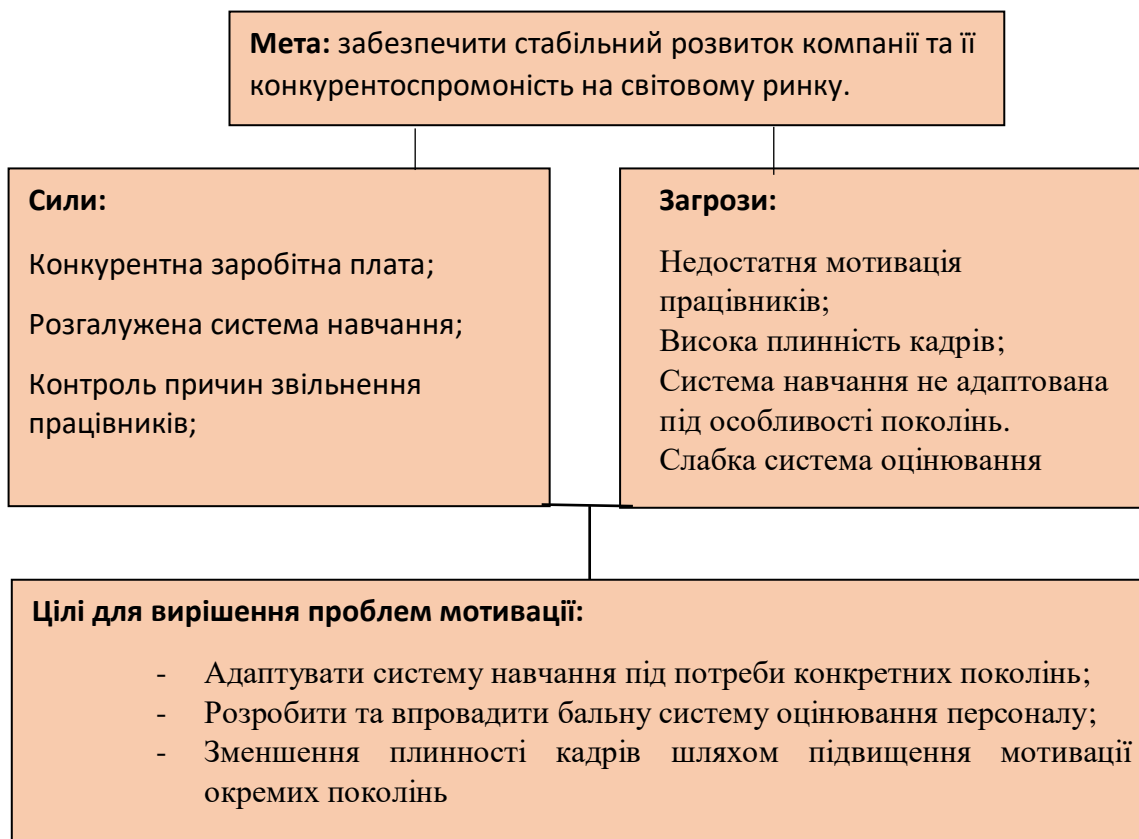 Мета: забезпечити стабільний розвиток компанії та її
конкурентоспромоність на світовому ринку.
Сили:
Конкурентна заробітна плата;
Розгалужена система навчання;
Контроль причин звільнення
працівників;
Загрози:
Недостатня мотивація
працівників;
Висока плинність кадрів;
Система навчання не адаптована
під особливості поколінь.
Слабка система оцінювання
Цілі для вирішення проблем мотивації:
- Адаптувати систему навчання під потреби конкретних поколінь;
- Розробити та впровадити бальну систему оцінювання персоналу;
- Зменшення плинності кадрів шляхом підвищення мотивації
окремих поколінь